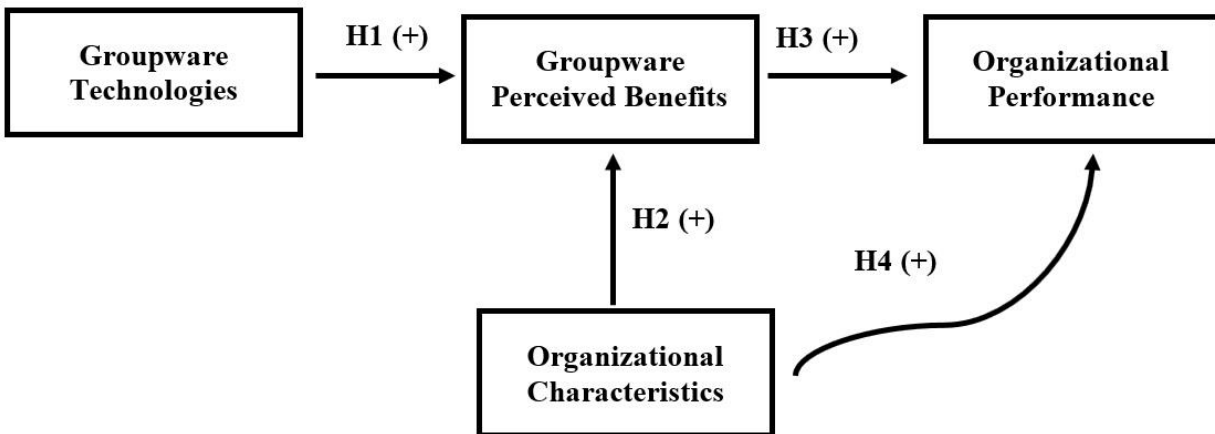 Groupware
Technologies
H1 (+)
Groupware
Perceived Benefits
H3 (+)
Organizational
Performance
H2 (+)
H4 (+)
Organizational
Characteristics